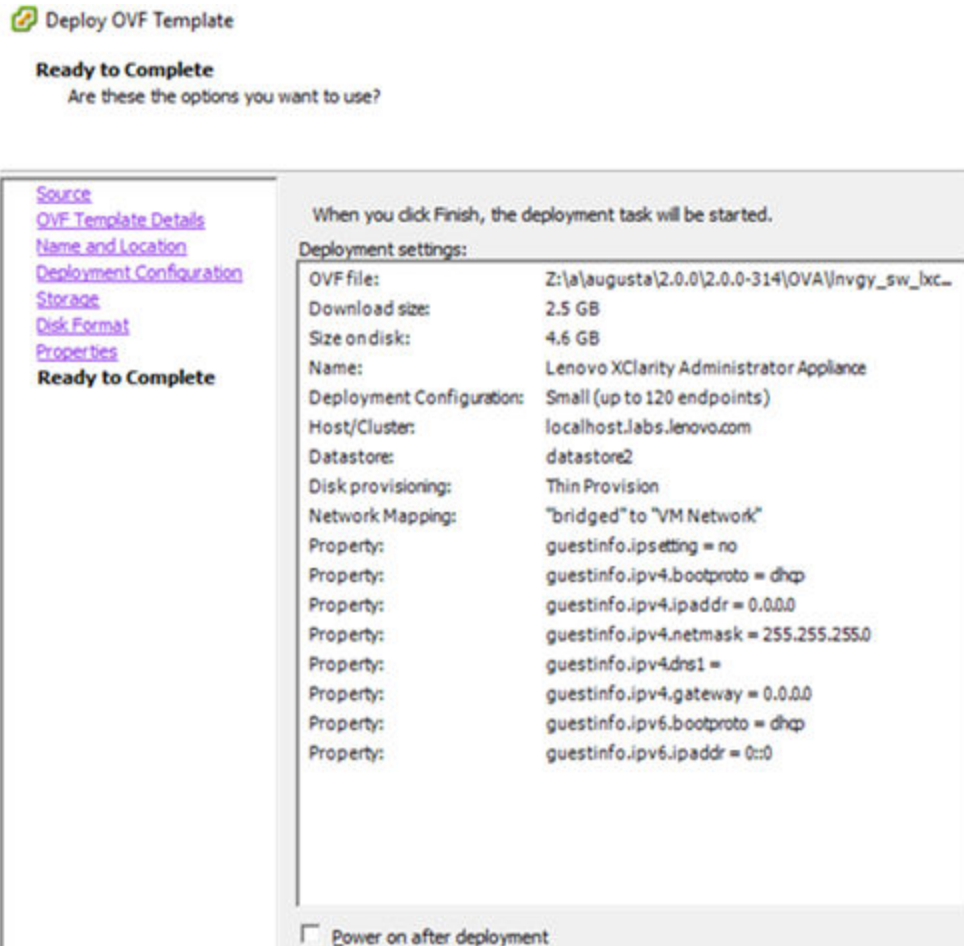 Deploy OVF Template
Ready to Complete
Are these the options you want to use?
Source
OVF Template Details
Name and Location
Deployment Configuration
Storage
Disk Format
Properties
Ready to Complete
When you click Finish, the deployment task will be started.
Deployment settings:
OVF file: Z:\a\augusta\2.0.0\2.0.0-314\OVA\lnvgy_sw_lxc...
Download size: 2.5 GB
Size on disk: 4.6 GB
Name: Lenovo XClarity Administrator Appliance
Deployment Configuration: Small (up to 120 endpoints)
Host/Cluster: localhost.labs.lenovo.com
Datastore: datastore2
Disk provisioning: Thin Provision
Network Mapping: "bridged" to "VM Network"
Property: guestinfo.ipsetting = no
Property: guestinfo.ipv4.bootproto = dhcp
Property: guestinfo.ipv4.ipaddr = 0.0.0.0
Property: guestinfo.ipv4.netmask = 255.255.255.0
Property: guestinfo.ipv4.dns1 =
Property: guestinfo.ipv4.gateway = 0.0.0.0
Property: guestinfo.ipv6.bootproto = dhcp
Property: guestinfo.ipv6.ipaddr = 0::0
Power on after deployment